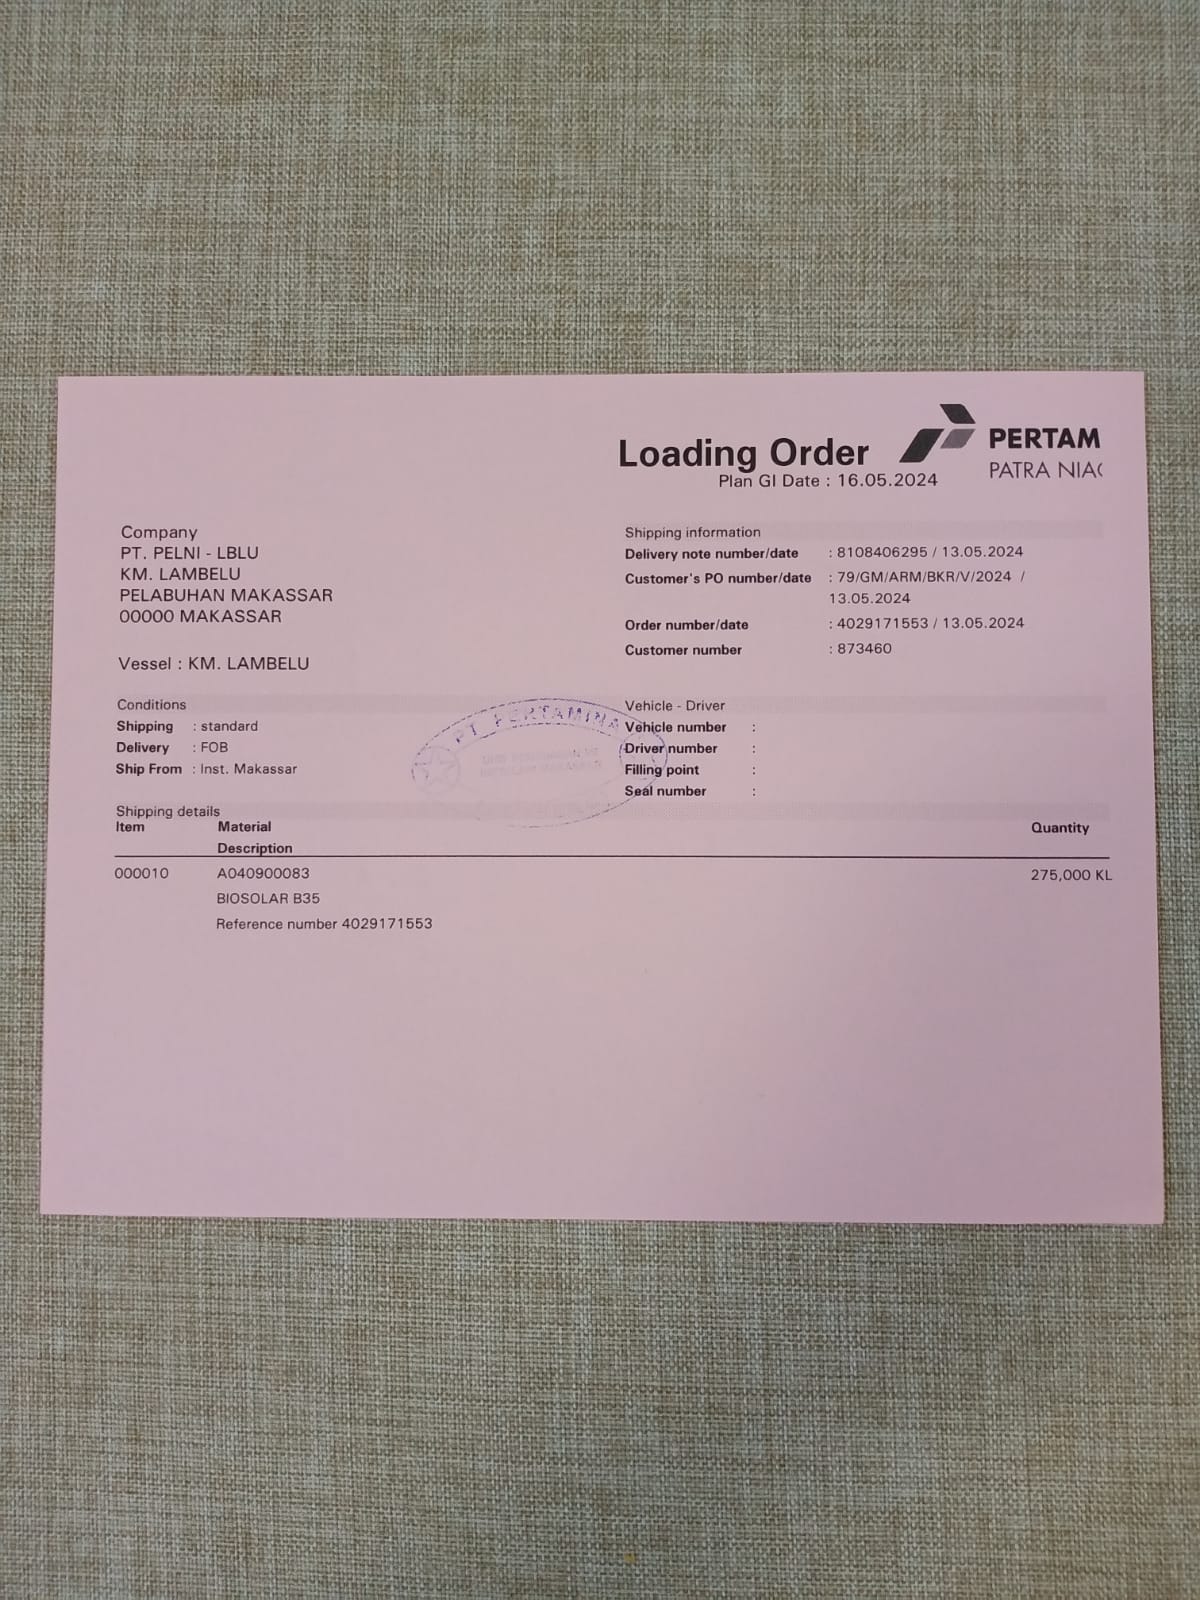 Loading Order
Plan GI Date : 16.05.2024
PERTAM
PATRA NIA
Company
PT. PELNI - LBLU
KM. LAMBELU
PELABUHAN MAKASSAR
00000 MAKASSAR
Vessel : KM. LAMBELU
Shipping information
Delivery note number/date : 8108406295 / 13.05.2024
Customer's PO number/date : 79/GM/ARM/BKR/V/2024 /
13.05.2024
Order number/date : 4029171553 / 13.05.2024
Customer number : 873460
Conditions
Shipping : standard
Delivery : FOB
Ship From : Inst. Makassar
PT. PERTAMINA
Vehicle - Driver
Vehicle number :
Driver number :
Filling point :
Seal number :
Shipping details
Item Material Quantity
Description
000010 A040900083 275,000 KL
BIOSOLAR B35
Reference number 4029171553